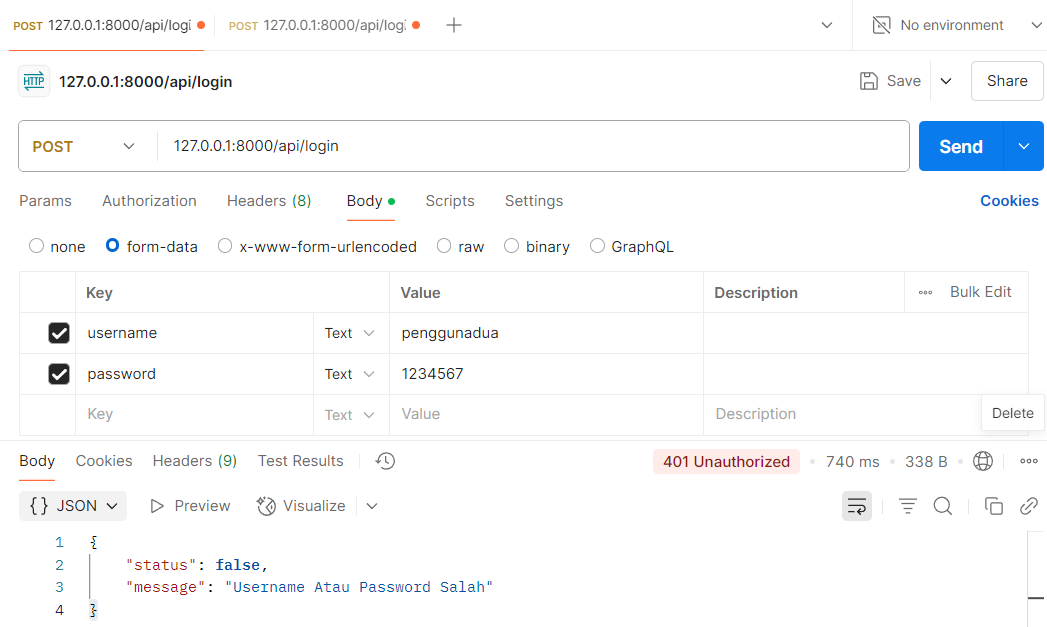 POST 127.0.0.1:8000/api/logi POST 127.0.0.1:8000/api/log No environment
HTTP 127.0.0.1:8000/api/login Save Share
POST 127.0.0.1:8000/api/login Send
Params Authorization Headers (8) Body Scripts Settings Cookies
none form-data x-www-form-urlencoded raw binary GraphQL
Key Value Description Bulk Edit
username Text penggunadua
password Text 1234567
Key Text Value Description Delete
Body Cookies Headers (9) Test Results 401 Unauthorized 740 ms 338 B
{} JSON Preview Visualize
1 {
2 "status": false,
3 "message": "Username Atau Password Salah"
4 }